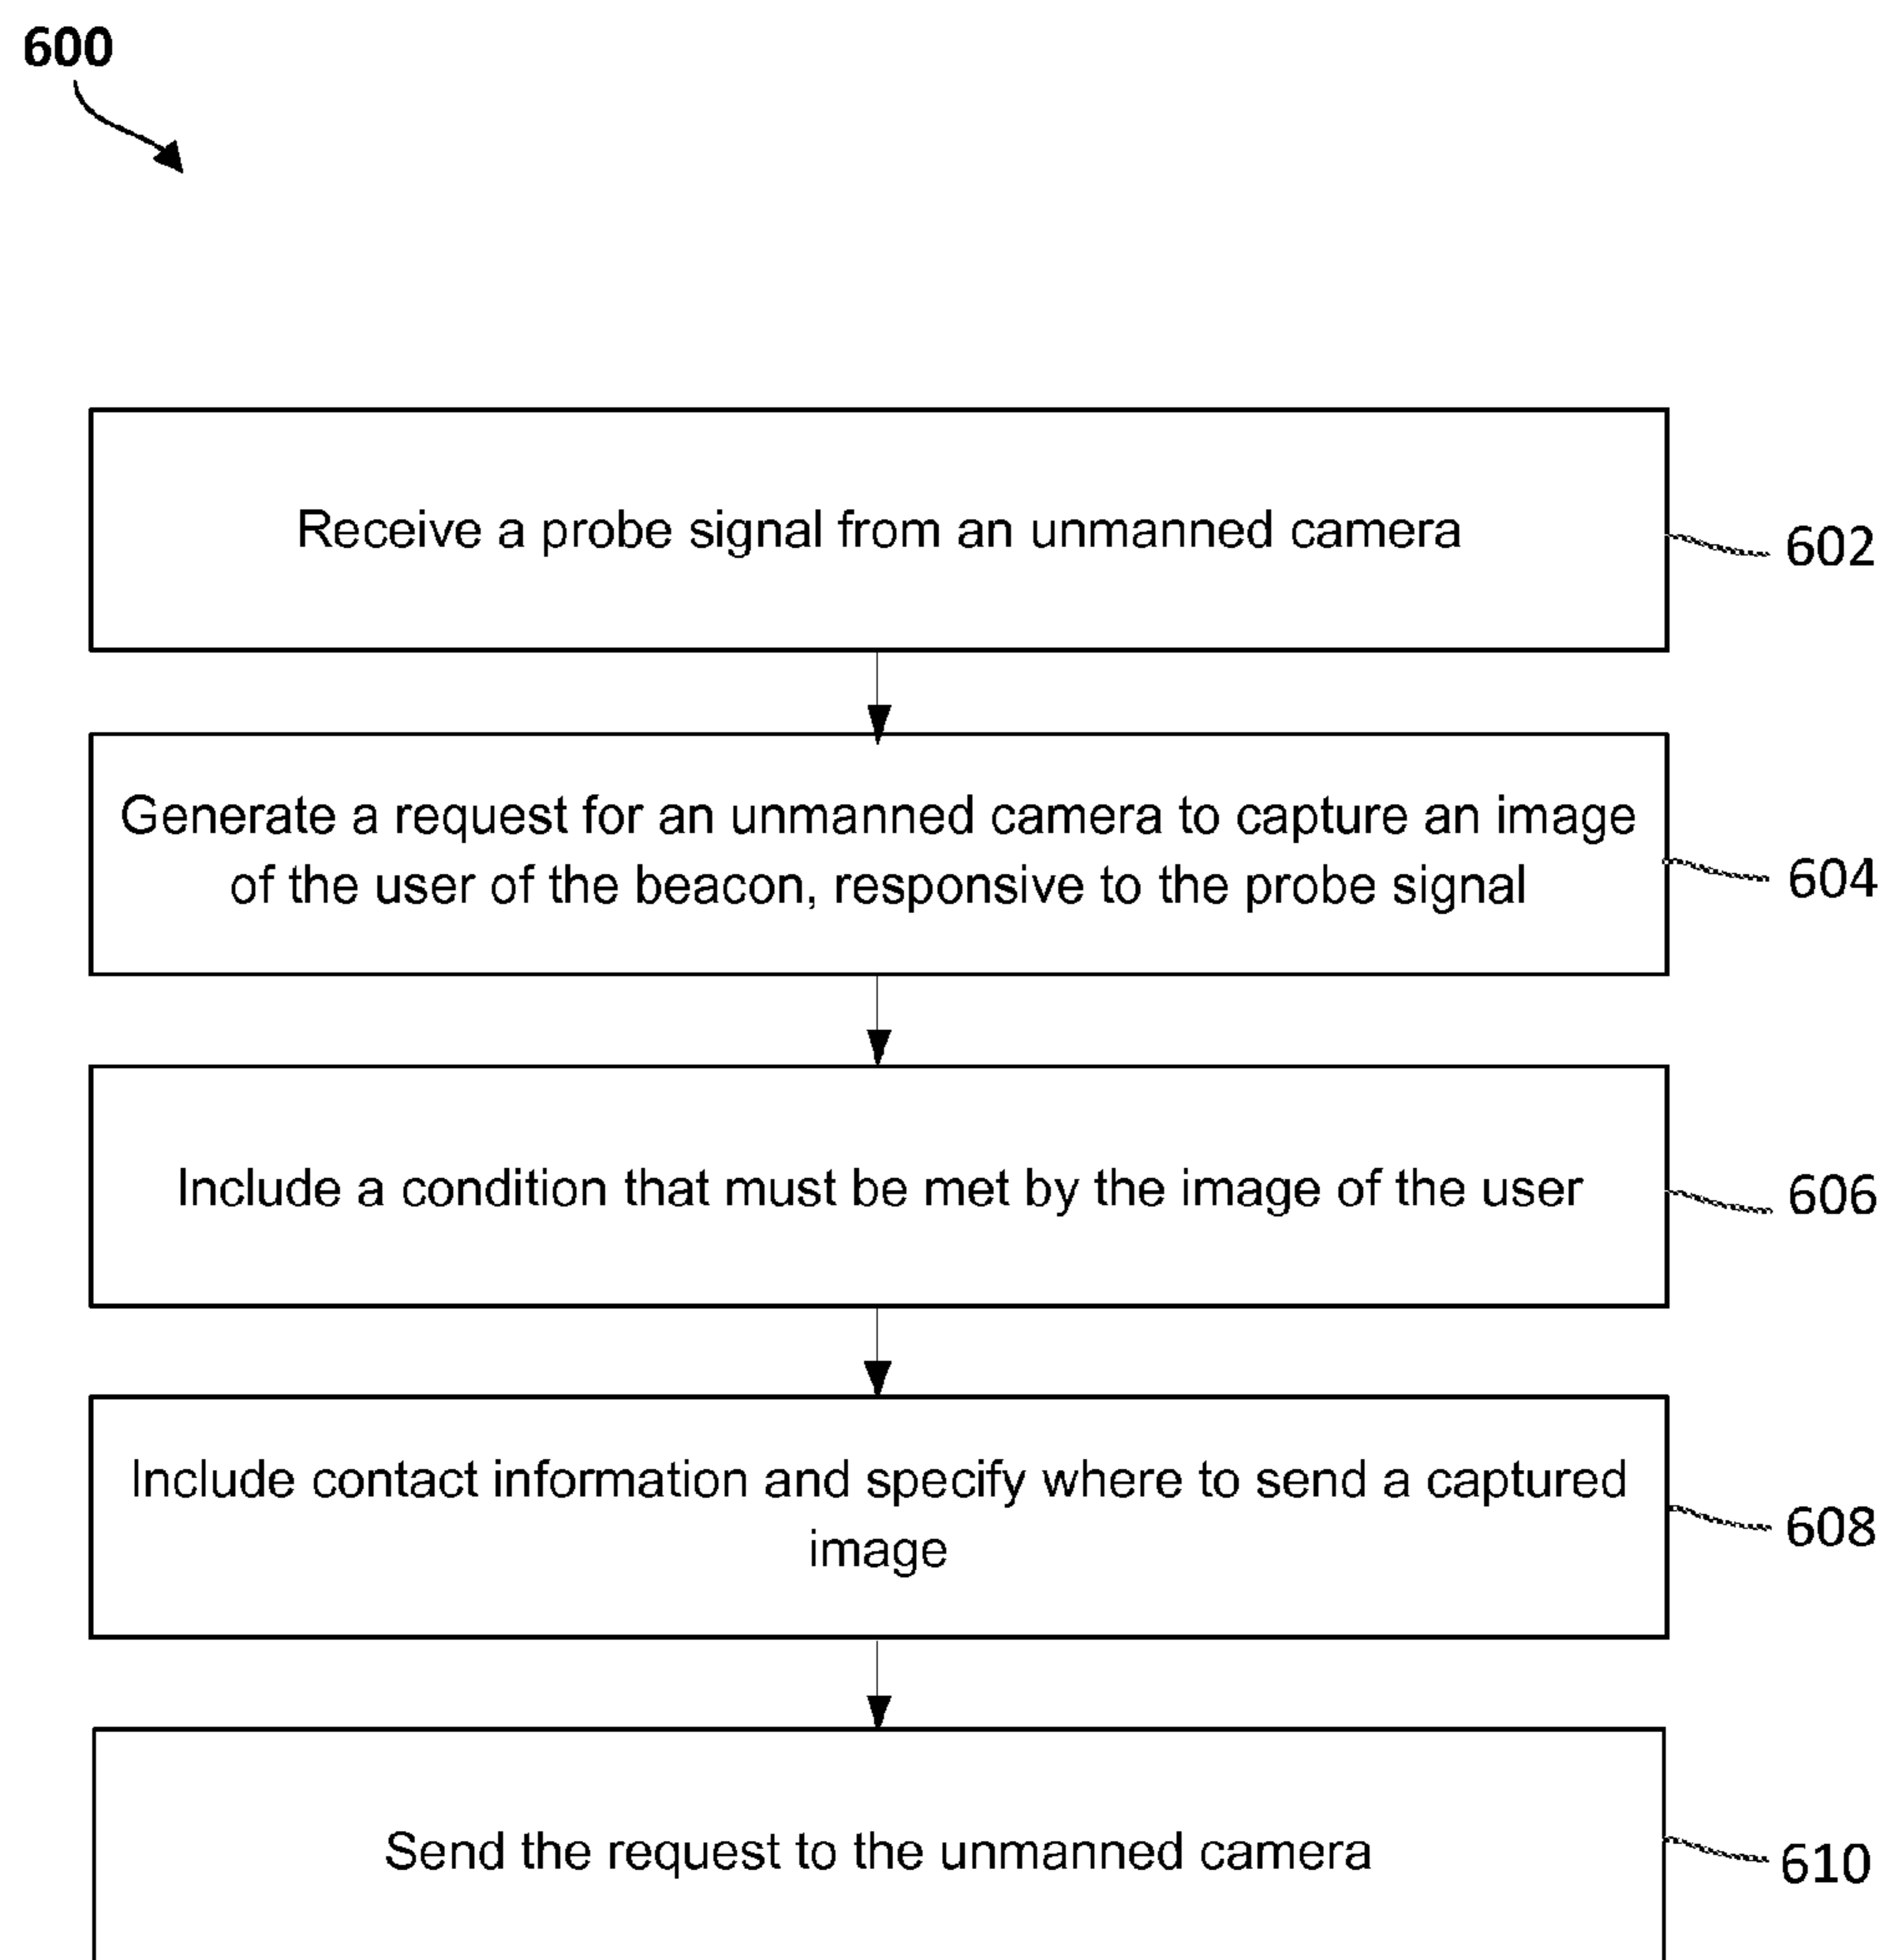 600
Receive a probe signal from an unmanned camera
602
Generate a request for an unmanned camera to capture an image
of the user of the beacon, responsive to the probe signal
604
Include a condition that must be met by the image of the user
606
Include contact information and specify where to send a captured
image
608
Send the request to the unmanned camera
610